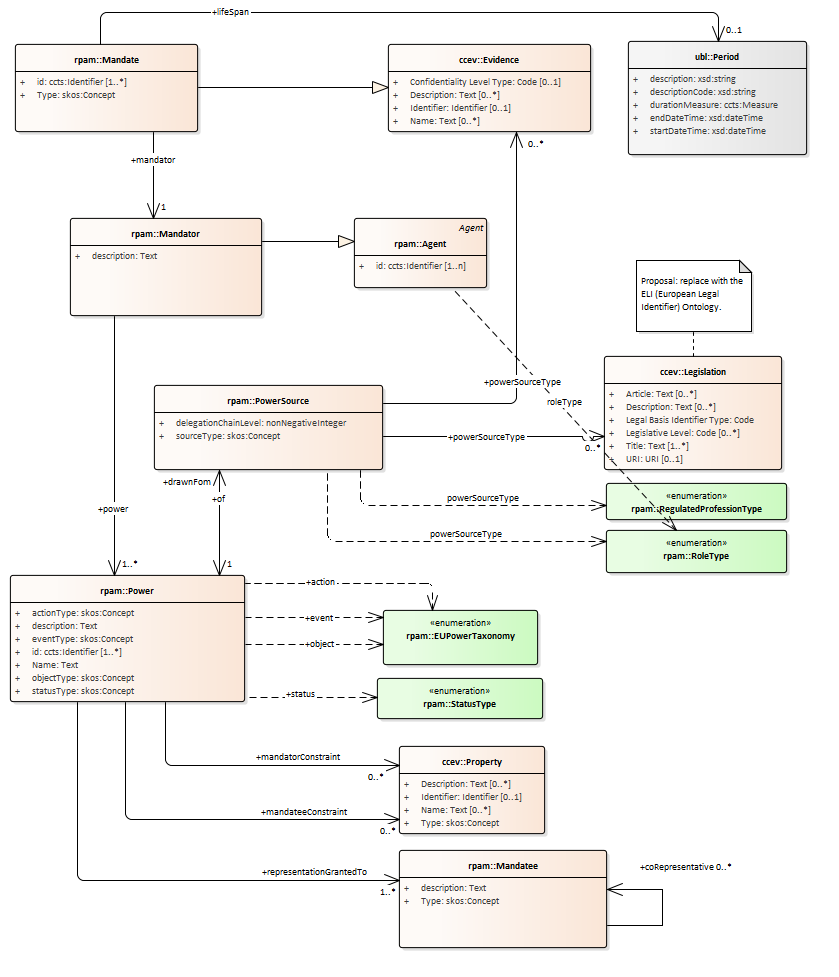 +lifeSpan
0..1
rpam::Mandate
+ id: ccts:Identifier [1..*]
+ Type: skos:Concept
ccev::Evidence
+ Confidentiality Level Type: Code [0..1]
+ Description: Text [0..*]
+ Identifier: Identifier [0..1]
+ Name: Text [0..*]
ubl::Period
+ description: xsd:string
+ descriptionCode: xsd:string
+ durationMeasure: ccts:Measure
+ endDateTime: xsd:dateTime
+ startDateTime: xsd:dateTime
+mandator
1
0..*
rpam::Mandator
+ description: Text
Agent
rpam::Agent
+ id: ccts:Identifier [1..n]
Proposal: replace with the
ELI (European Legal
Identifier) Ontology.
ccev::Legislation
+ Article: Text [0..*]
+ Description: Text [0..*]
+ Legal Basis Identifier Type: Code
+ Legislative Level: Code [0..*]
+ Title: Text [1..*]
+ URI: URI [0..1]
+powerSourceType
roleType
rpam::PowerSource
+ delegationChainLevel: nonNegativeInteger
+ sourceType: skos:Concept
+powerSourceType
0..*
+drawnFom
+of
1
powerSourceType
«enumeration»
rpam::RegulatedProfessionType
powerSourceType
«enumeration»
rpam::RoleType
+power
1..*
rpam::Power
+ actionType: skos:Concept
+ description: Text
+ eventType: skos:Concept
+ id: ccts:Identifier [1..*]
+ Name: Text
+ objectType: skos:Concept
+ statusType: skos:Concept
+action
+event
+object
«enumeration»
rpam::EUPowerTaxonomy
+status
«enumeration»
rpam::StatusType
+mandatorConstraint
0..*
+mandateeConstraint
0..*
ccev::Property
+ Description: Text [0..*]
+ Identifier: Identifier [0..1]
+ Name: Text [0..*]
+ Type: skos:Concept
+representationGrantedTo
1..*
rpam::Mandatee
+ description: Text
+ Type: skos:Concept
+coRepresentative 0..*